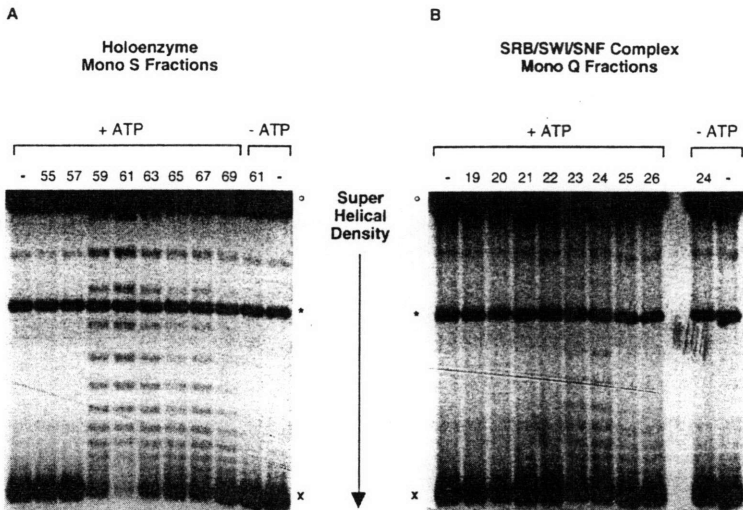 A
Holoenzyme
Mono S Fractions
+ ATP
- ATP
- 55 57 59 61 63 65 67 69 61 -
Super
Helical
Density
o
*
x
B
SRB/SWI/SNF Complex
Mono Q Fractions
+ ATP
- ATP
- 19 20 21 22 23 24 25 26 24 -
o
*
x